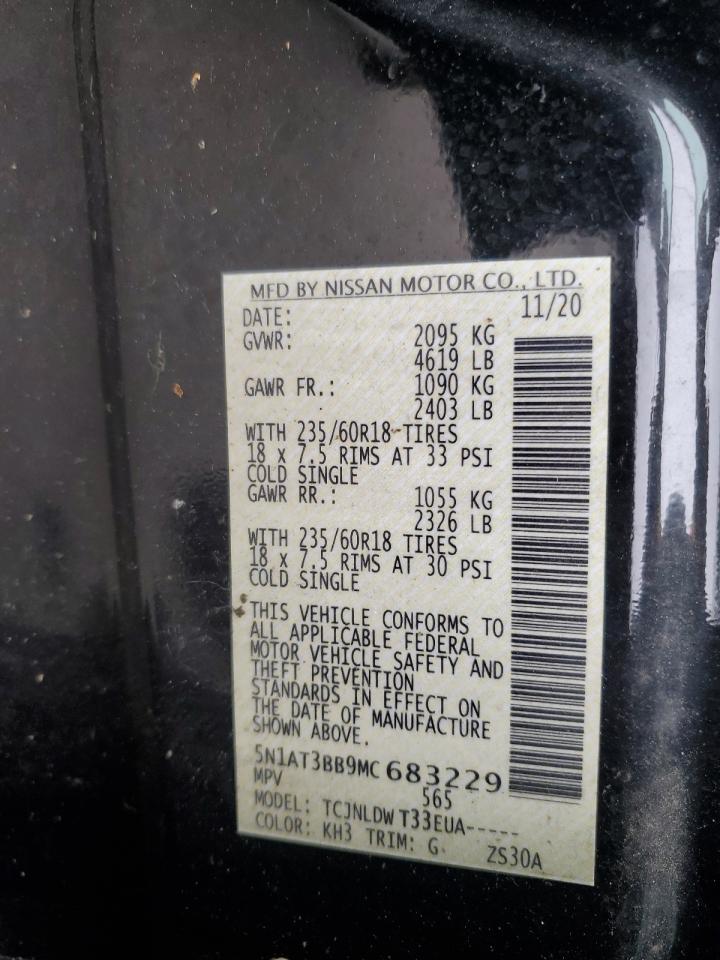 MFD BY NISSAN MOTOR CO., LTD.
DATE: 11/20
GVWR: 2095 KG
4619 LB
GAWR FR.: 1090 KG
2403 LB
WITH 235/60R18 TIRES
18 x 7.5 RIMS AT 33 PSI
COLD SINGLE
GAWR RR.: 1055 KG
2326 LB
WITH 235/60R18 TIRES
18 x 7.5 RIMS AT 30 PSI
COLD SINGLE
THIS VEHICLE CONFORMS TO
ALL APPLICABLE FEDERAL
MOTOR VEHICLE SAFETY AND
THEFT PREVENTION
STANDARDS IN EFFECT ON
THE DATE OF MANUFACTURE
SHOWN ABOVE.
5N1AT3BB9MC 683229
MPV 565
MODEL: TCJNLDW T33EUA-----
COLOR: KH3 TRIM: G ZS30A